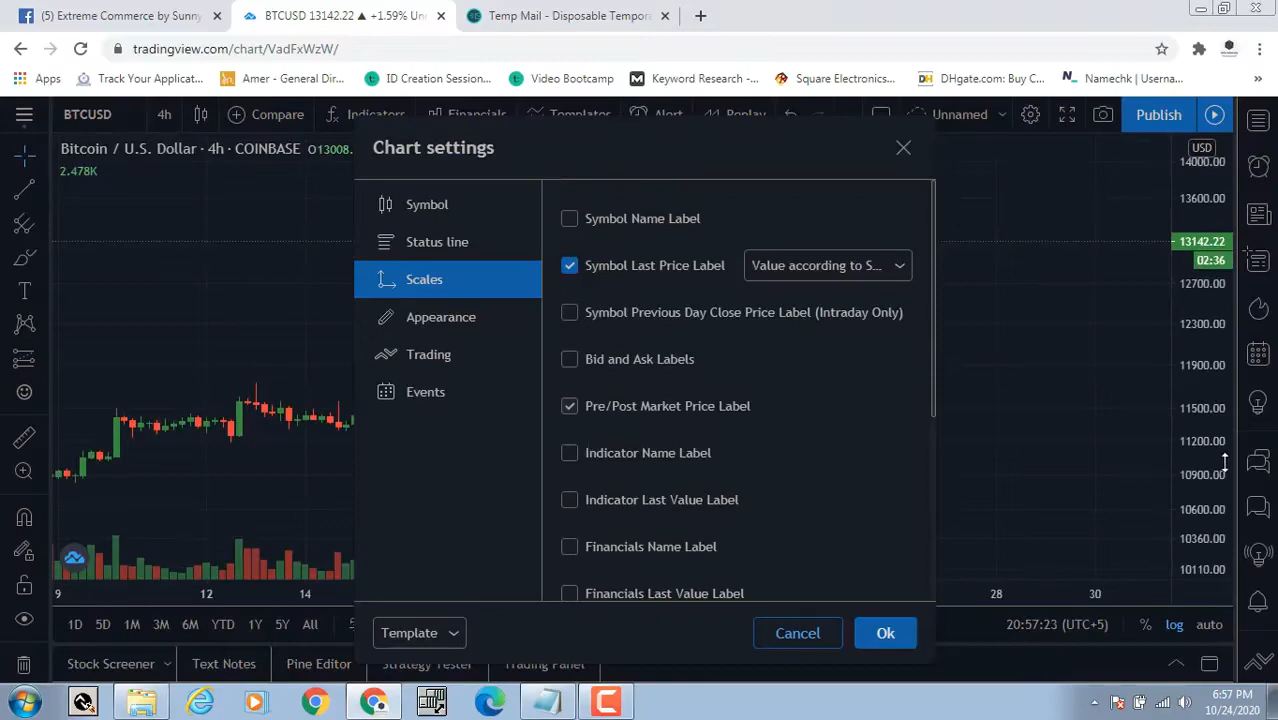 (5) Extreme Commerce by Sunny
BTCUSD 13142.22 ▲ +1.59% Un
Temp Mail - Disposable Tempora
tradingview.com/chart/VadFxWzW/
Apps
Track Your Applicat...
Amer - General Dir...
ID Creation Session...
Video Bootcamp
Keyword Research -...
Square Electronics...
DHgate.com: Buy C...
Namechk | Userna...
BTCUSD
4h
Compare
Indicators
Financials
Templates
Alert
Replay
Unnamed
Publish
Bitcoin / U.S. Dollar · 4h · COINBASE O13008.
2.478K
Chart settings
Symbol
Status line
Scales
Appearance
Trading
Events
Symbol Name Label
Symbol Last Price Label
Value according to S...
Symbol Previous Day Close Price Label (Intraday Only)
Bid and Ask Labels
Pre/Post Market Price Label
Indicator Name Label
Indicator Last Value Label
Financials Name Label
Financials Last Value Label
Template
Cancel
Ok
USD
14000.00
13600.00
13142.22
02:36
12700.00
12300.00
11900.00
11500.00
11200.00
10900.00
10600.00
10360.00
10110.00
9 12 14 28 30
1D 5D 1M 3M 6M YTD 1Y 5Y All
20:57:23 (UTC+5) % log auto
Stock Screener Text Notes Pine Editor Strategy Tester Trading Panel
6:57 PM
10/24/2020